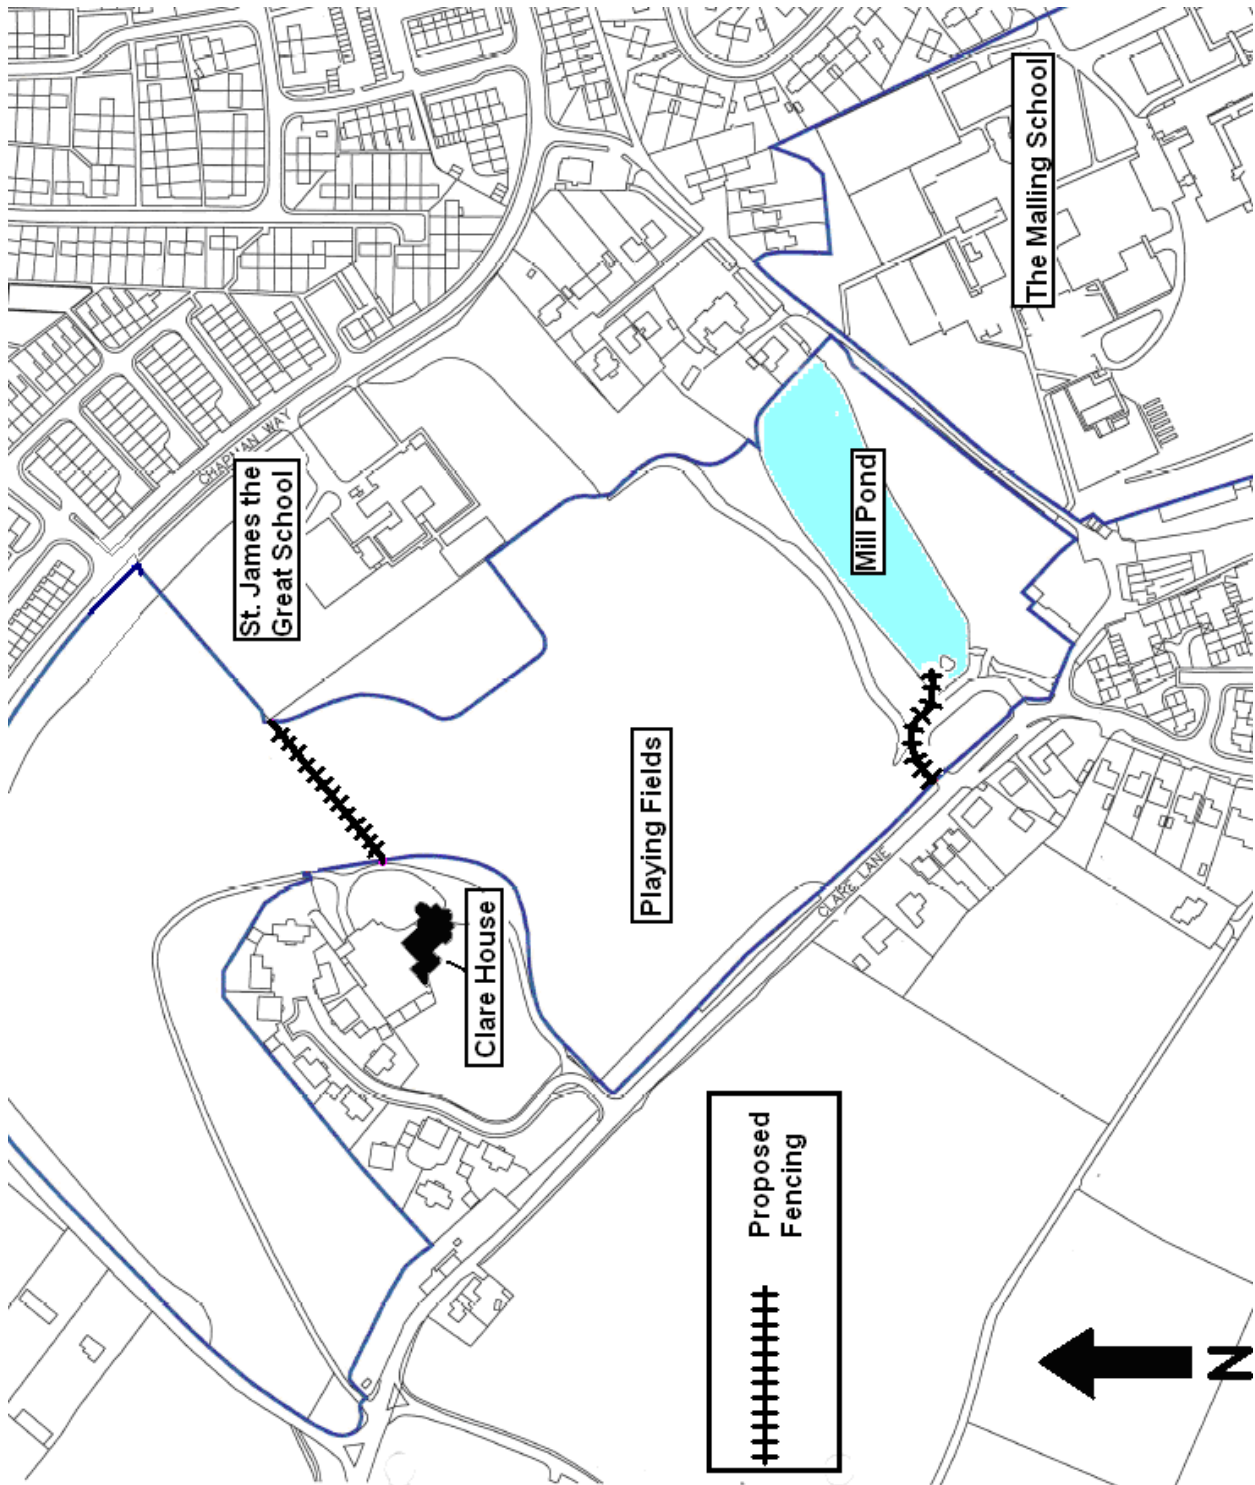 CHAPMAN WAY
St. James the
Great School
The Malling School
Mill Pond
Playing Fields
CLARE LANE
Clare House
Proposed
Fencing
N